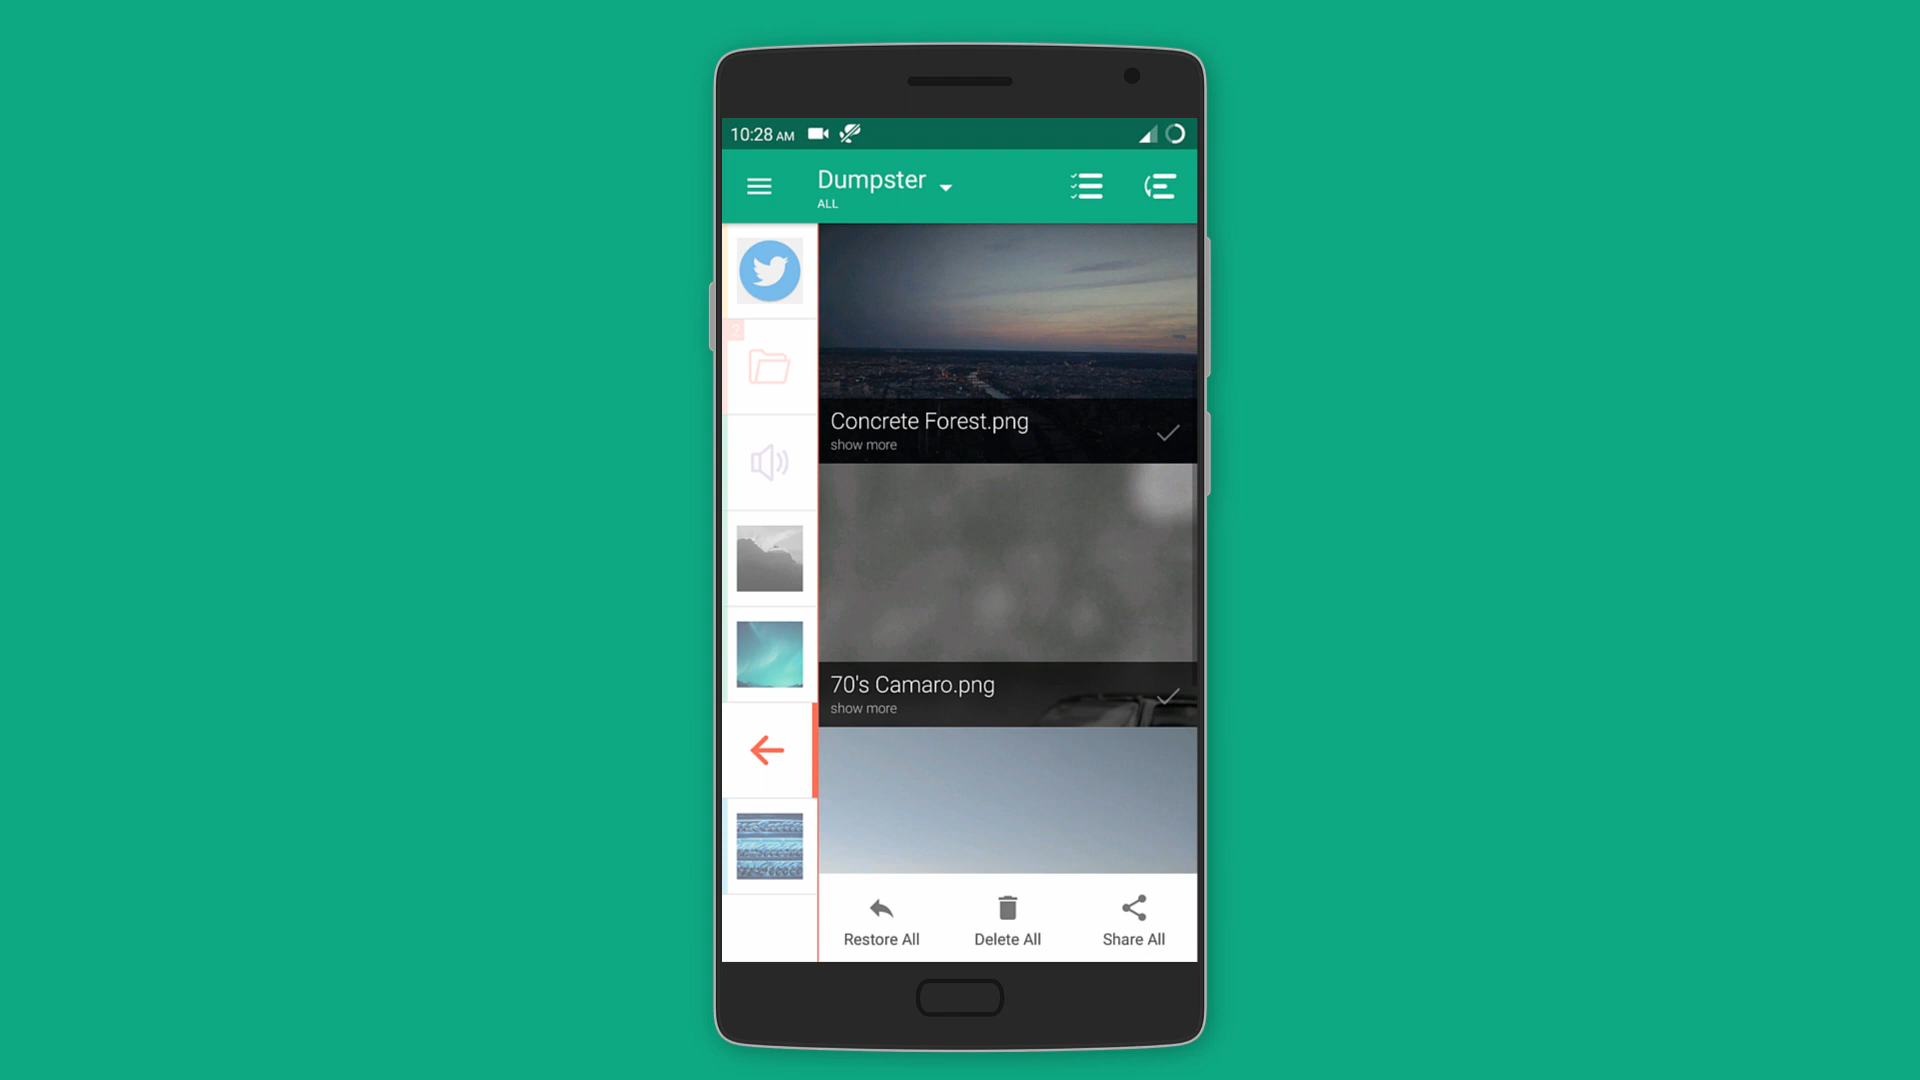 10:28 AM
Dumpster
ALL
2
Concrete Forest.png
show more
70's Camaro.png
show more
Restore All
Delete All
Share All